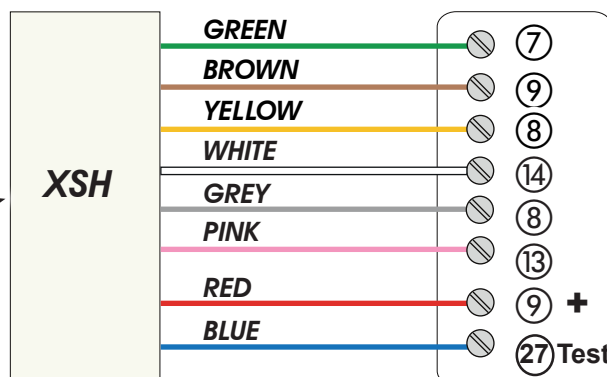 GREEN ⑦
BROWN ⑨
YELLOW ⑧
WHITE ⑭
XSH
GREY ⑧
PINK ⑬
RED ⑨ +
BLUE ㉗ Test